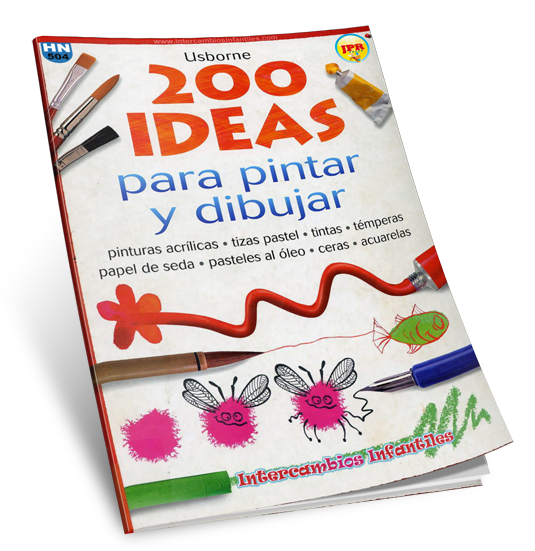 www.intercambiosinfantiles.com
HN
504
IPR
Usborne
200
IDEAS
para pintar
y dibujar
pinturas acrílicas • tizas pastel • tintas • témperas
papel de seda • pasteles al óleo • ceras • acuarelas
Intercambios Infantiles